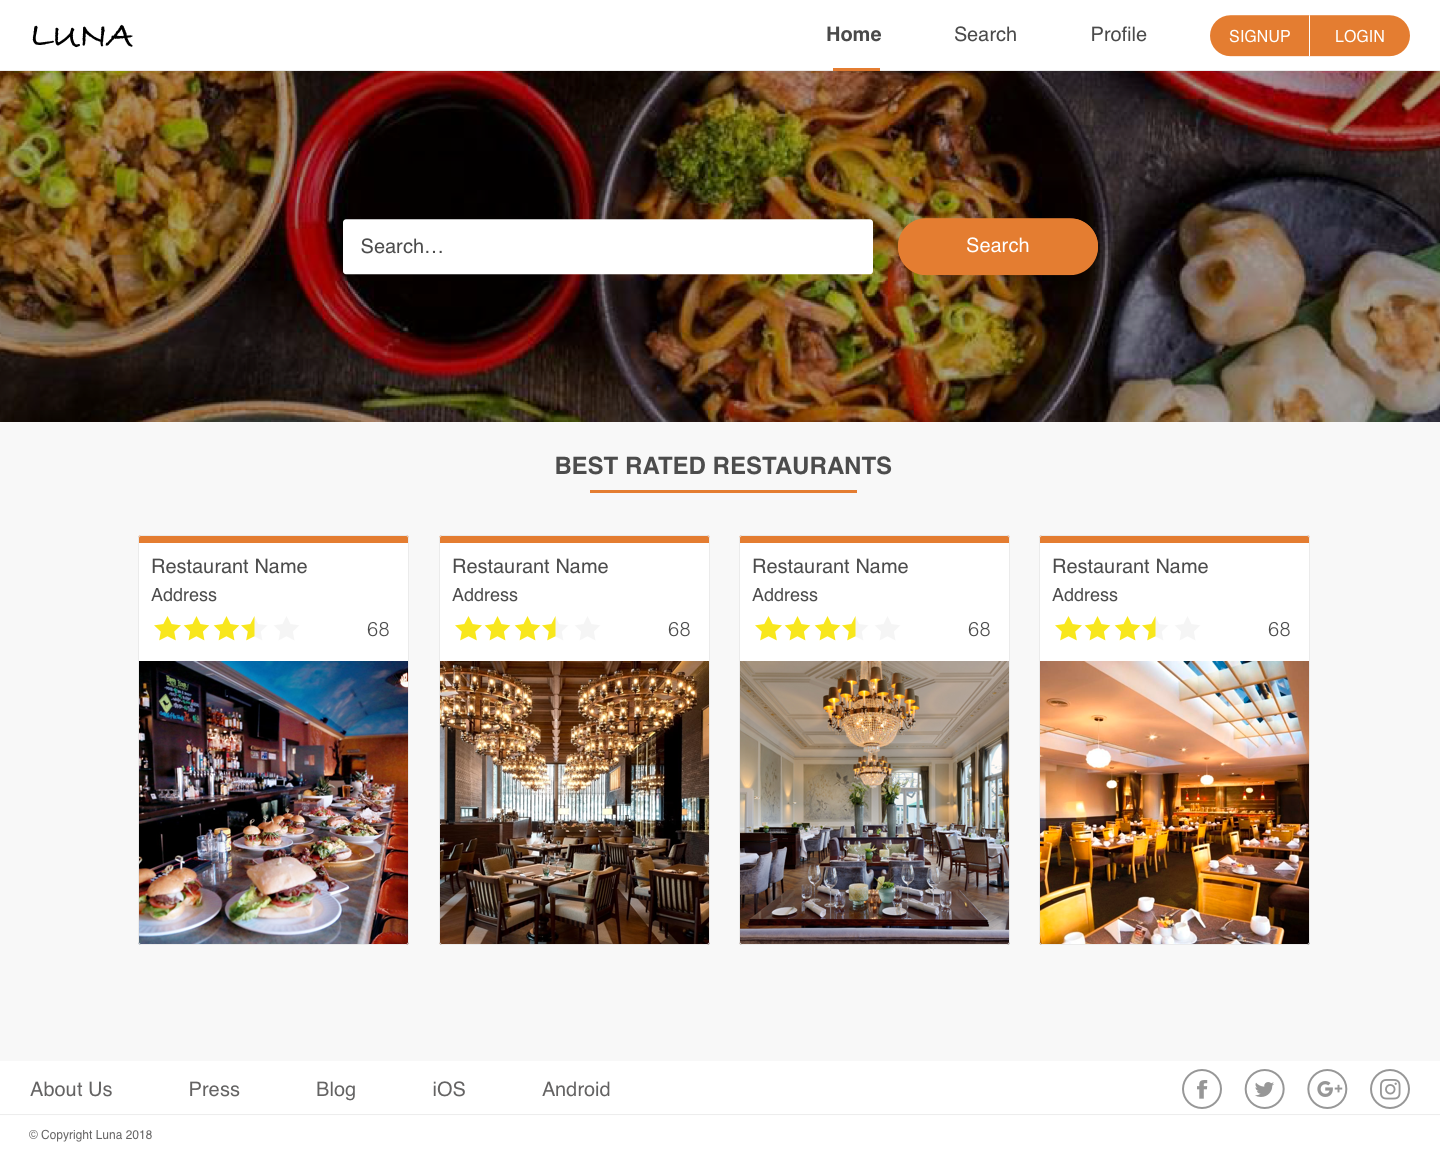 LUNA
Home
Search
Profile
SIGNUP
LOGIN
Search...
Search
BEST RATED RESTAURANTS
Restaurant Name
Address
68
Restaurant Name
Address
68
Restaurant Name
Address
68
Restaurant Name
Address
68
About Us
Press
Blog
iOS
Android
© Copyright Luna 2018